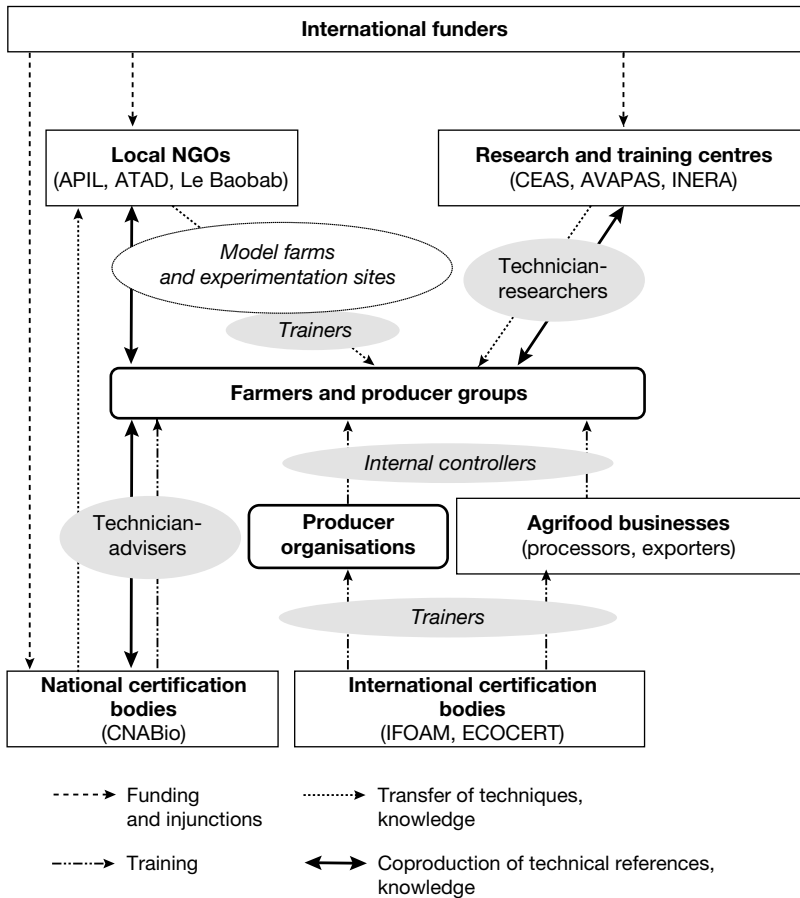 International funders
Local NGOs
(APIL, ATAD, Le Baobab)
Research and training centres
(CEAS, AVAPAS, INERA)
Model farms
and experimentation sites
Technician-
researchers
Trainers
Farmers and producer groups
Internal controllers
Technician-
advisers
Producer
organisations
Agrifood businesses
(processors, exporters)
Trainers
National certification
bodies
(CNABio)
International certification
bodies
(IFOAM, ECOCERT)
Funding
and injunctions
Transfer of techniques,
knowledge
Training
Coproduction of technical references,
knowledge